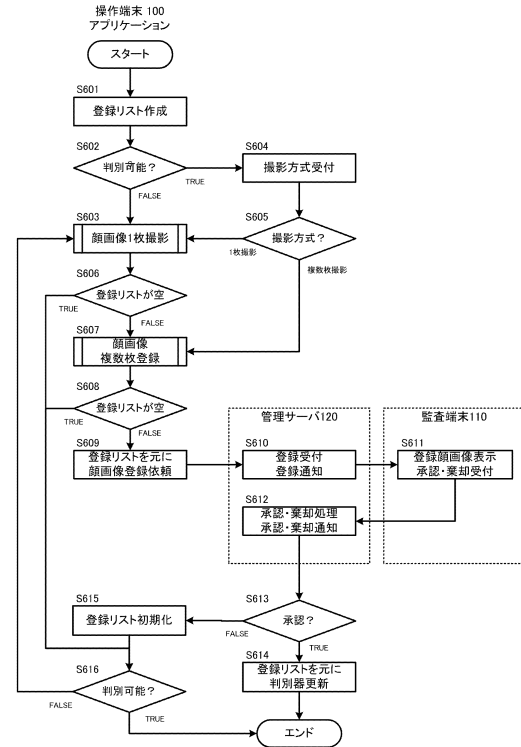 操作端末 100
アプリケーション
スタート
S601
登録リスト作成
S602
判別可能？
TRUE
FALSE
S604
撮影方式受付
S603
顔画像1枚撮影
S605
撮影方式？
1枚撮影
複数枚撮影
S606
登録リストが空
TRUE
FALSE
S607
顔画像
複数枚登録
S608
登録リストが空
TRUE
FALSE
S609
登録リストを元に
顔画像登録依頼
管理サーバ120
S610
登録受付
登録通知
監査端末110
S611
登録顔画像表示
承認・棄却受付
S612
承認・棄却処理
承認・棄却通知
S613
承認？
FALSE
TRUE
S615
登録リスト初期化
S614
登録リストを元に
判別器更新
S616
判別可能？
FALSE
TRUE
エンド